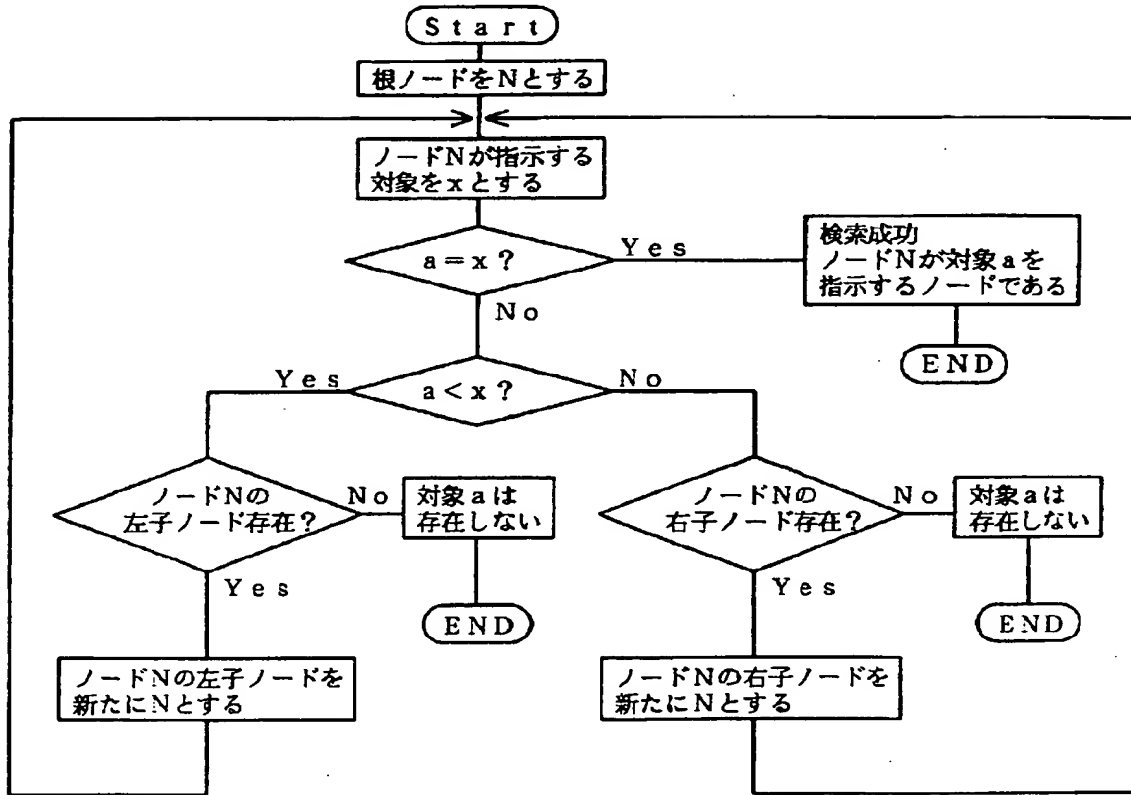 Start
根ノードをNとする
ノードNが指示する
対象をxとする
a=x?
Yes
検索成功
ノードNが対象aを
指示するノードである
No
END
Yes
a<x?
No
ノードNの
左子ノード存在?
No
対象aは
存在しない
ノードNの
右子ノード存在?
No
対象aは
存在しない
Yes
END
Yes
END
ノードNの左子ノードを
新たにNとする
ノードNの右子ノードを
新たにNとする